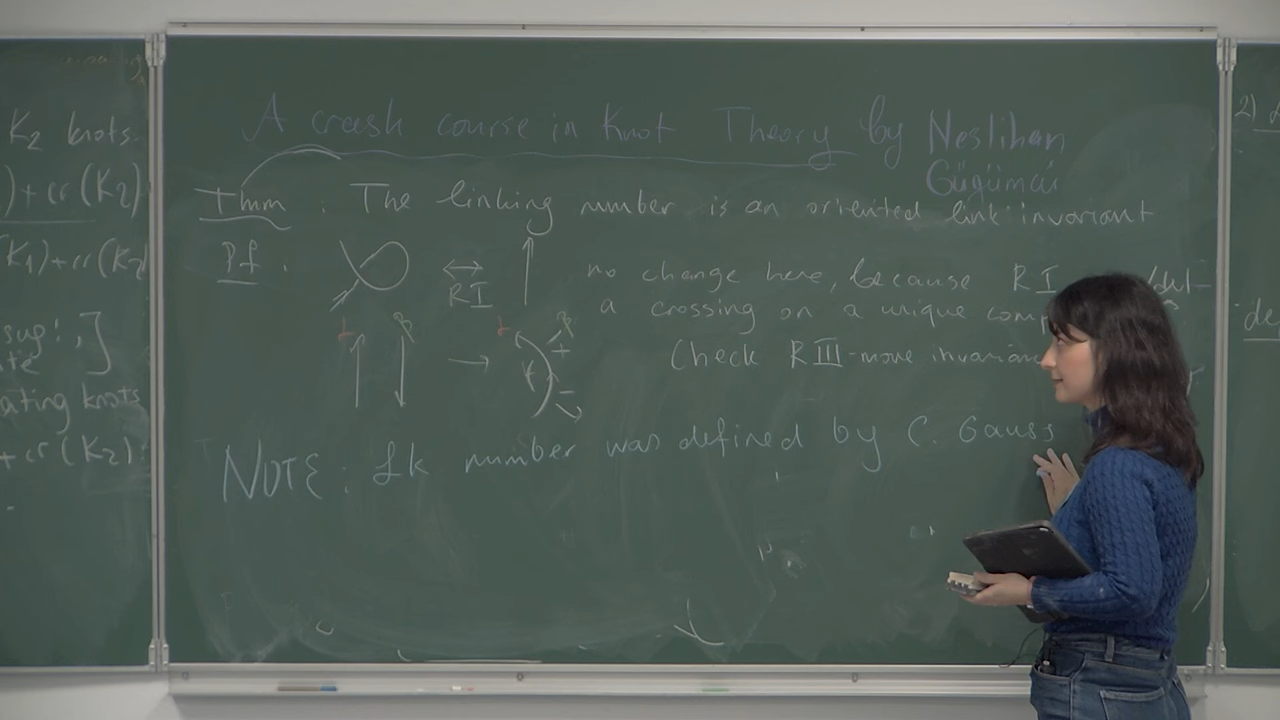 K2 knots.
)+cr(K2)
K1)+cr(K2
ating knots
+cr(K2)
A crash course in Knot Theory by Neslihan
Gügümcü
Thm. The linking number is an oriented link invariant
Pf.
RI
no change here, because RI
a crossing on a unique comp
Check RIII-move invarian
+
-
NOTE: Lk number was defined by C. Gauss
2)
de